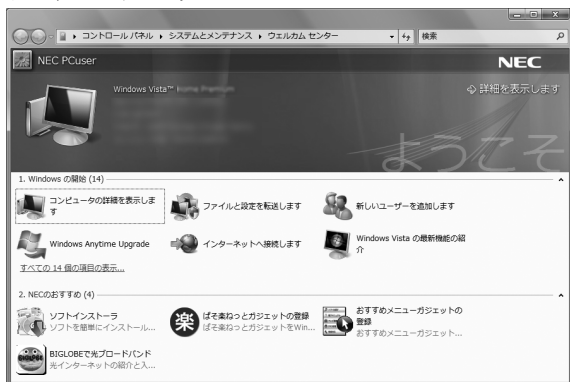 コントロール パネル ▸ システムとメンテナンス ▸ ウェルカム センター
検索
NEC PCuser
NEC
Windows Vista™
詳細を表示します
ようこそ
1. Windows の開始 (14)
コンピュータの詳細を表示しま
す
ファイルと設定を転送します
新しいユーザーを追加します
Windows Anytime Upgrade
インターネットへ接続します
Windows Vista の最新機能の紹
介
すべての 14 個の項目の表示...
2. NECのおすすめ (4)
ソフトインストーラ
ソフトを簡単にインストール...
楽
ぱそ楽ねっとガジェットの登録
ぱそ楽ねっとガジェットをWin...
おすすめメニューガジェットの
登録
おすすめメニューガジェット...
BIGLOBE
BIGLOBEで光ブロードバンド
光インターネットの紹介と入...